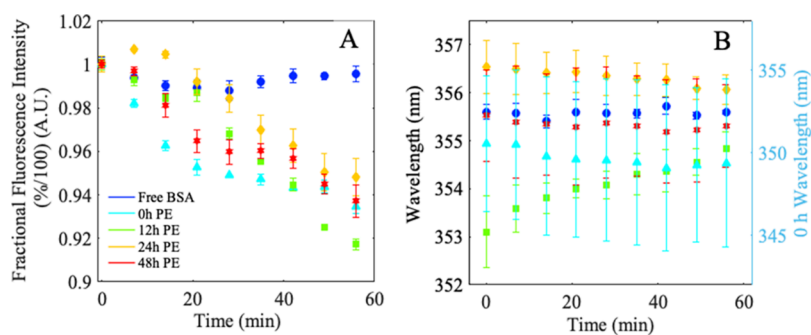 A
Fractional Fluorescence Intensity
(%/100) (A.U.)
1.02
1
0.98
0.96
0.94
0.92
0.9
Free BSA
0h PE
12h PE
24h PE
48h PE
0
20
40
60
Time (min)
B
Wavelength (nm)
357
356
355
354
353
352
0
20
40
60
Time (min)
355
350
345
0 h Wavelength (nm)